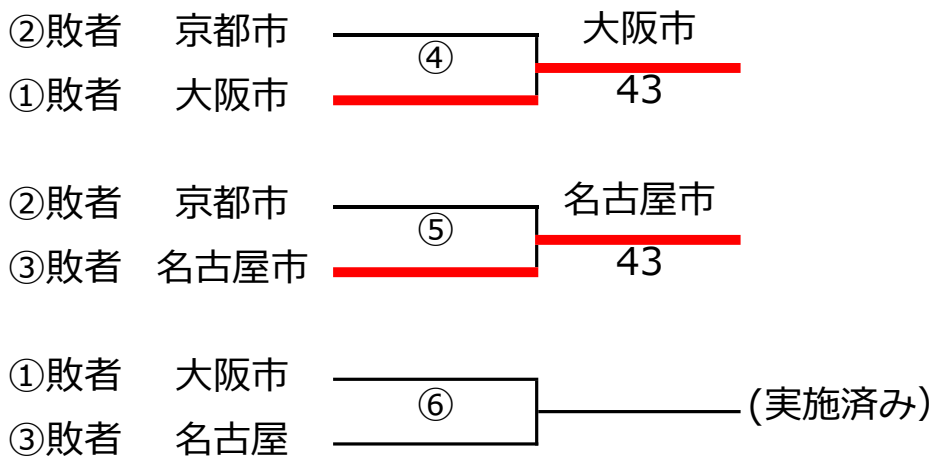 ②敗者 京都市
④
大阪市
①敗者 大阪市
43
②敗者 京都市
⑤
名古屋市
③敗者 名古屋市
43
①敗者 大阪市
⑥
(実施済み)
③敗者 名古屋